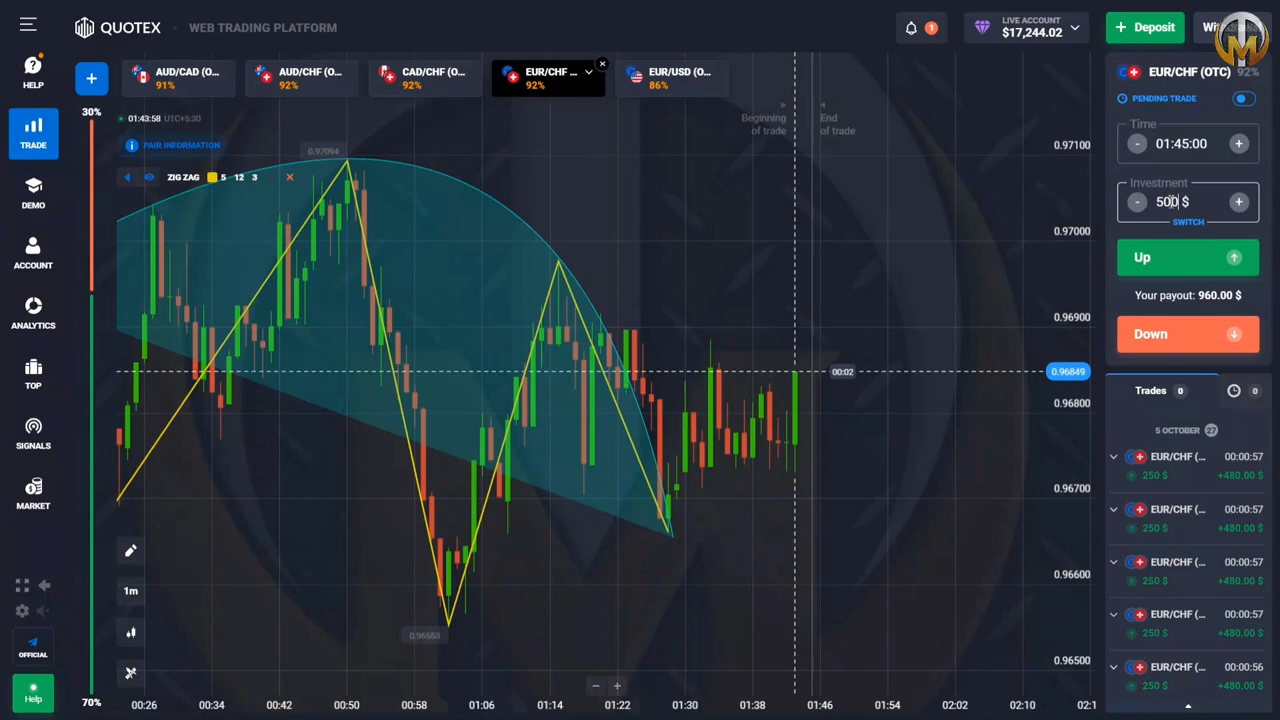 QUOTEX
WEB TRADING PLATFORM
1
LIVE ACCOUNT
$17,244.02
+ Deposit
HELP
TRADE
DEMO
ACCOUNT
ANALYTICS
TOP
SIGNALS
MARKET
OFFICIAL
Help
+
AUD/CAD (O...
91%
AUD/CHF (O...
92%
CAD/CHF (O...
92%
EUR/CHF ...
92%
EUR/USD (O...
86%
30%
70%
01:43:58 UTC+5:30
PAIR INFORMATION
ZIG ZAG 5 12 3
0.97094
0.96553
Beginning
of trade
End
of trade
00:02
1m
0.97100
0.97000
0.96900
0.96849
0.96800
0.96700
0.96600
0.96500
00:26 00:34 00:42 00:50 00:58 01:06 01:14 01:22 01:30 01:38 01:46 01:54 02:02 02:10 02:1
EUR/CHF (OTC) 92%
PENDING TRADE
Time
- 01:45:00 +
Investment
- 500 $ +
SWITCH
Up
Your payout: 960.00 $
Down
Trades 0
0
5 OCTOBER 27
EUR/CHF (... 00:00:57
250 $ +480.00 $
EUR/CHF (... 00:00:57
250 $ +480.00 $
EUR/CHF (... 00:00:57
250 $ +480.00 $
EUR/CHF (... 00:00:57
250 $ +480.00 $
EUR/CHF (... 00:00:56
250 $ +480.00 $